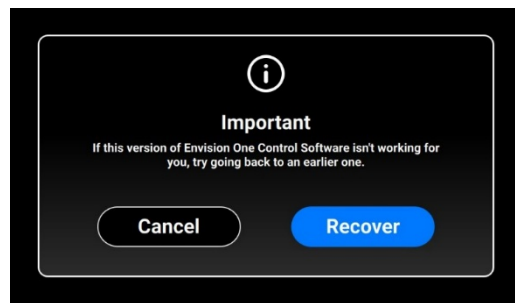 Important
If this version of Envision One Control Software isn't working for
you, try going back to an earlier one.
Cancel
Recover